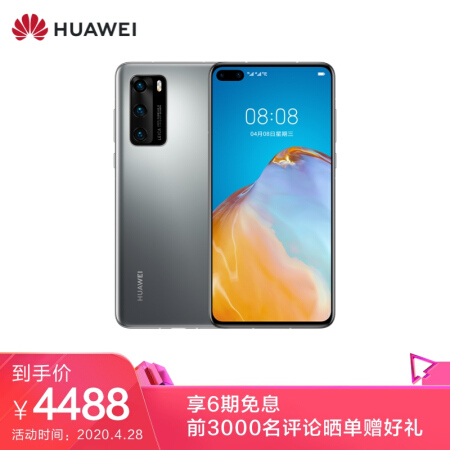 HUAWEI
08:08
04月08日星期三
HUAWEI
到手价
¥4488
活动时间：2020.4.28
享6期免息
前3000名评论晒单赠好礼